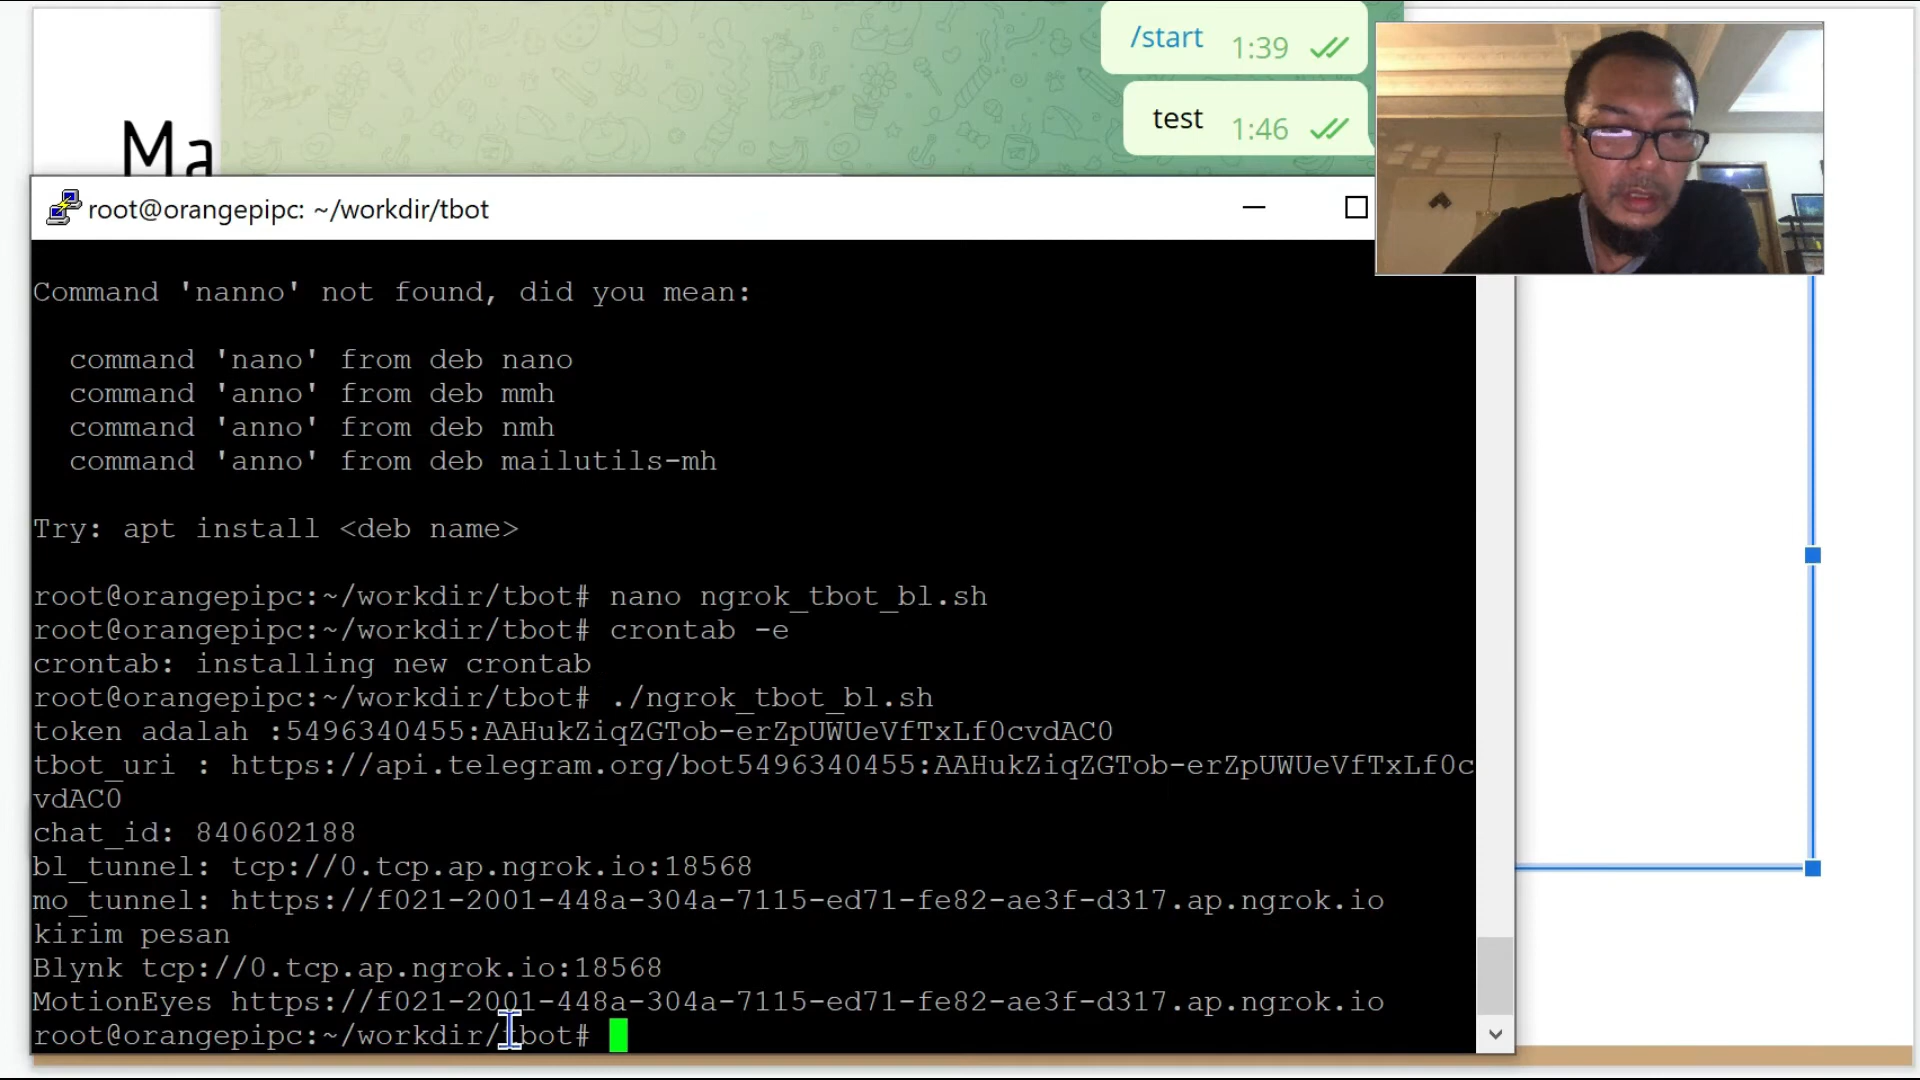 /start 1:39
test 1:46
Ma
root@orangepipc: ~/workdir/tbot
Command 'nanno' not found, did you mean:
command 'nano' from deb nano
command 'anno' from deb mmh
command 'anno' from deb nmh
command 'anno' from deb mailutils-mh
Try: apt install <deb name>
root@orangepipc:~/workdir/tbot# nano ngrok_tbot_bl.sh
root@orangepipc:~/workdir/tbot# crontab -e
crontab: installing new crontab
root@orangepipc:~/workdir/tbot# ./ngrok_tbot_bl.sh
token adalah :5496340455:AAHukZiqZGTob-erZpUWUeVfTxLf0cvdAC0
tbot_uri : https://api.telegram.org/bot5496340455:AAHukZiqZGTob-erZpUWUeVfTxLf0c
vdAC0
chat_id: 840602188
bl_tunnel: tcp://0.tcp.ap.ngrok.io:18568
mo_tunnel: https://f021-2001-448a-304a-7115-ed71-fe82-ae3f-d317.ap.ngrok.io
kirim pesan
Blynk tcp://0.tcp.ap.ngrok.io:18568
MotionEyes https://f021-2001-448a-304a-7115-ed71-fe82-ae3f-d317.ap.ngrok.io
root@orangepipc:~/workdir/tbot#